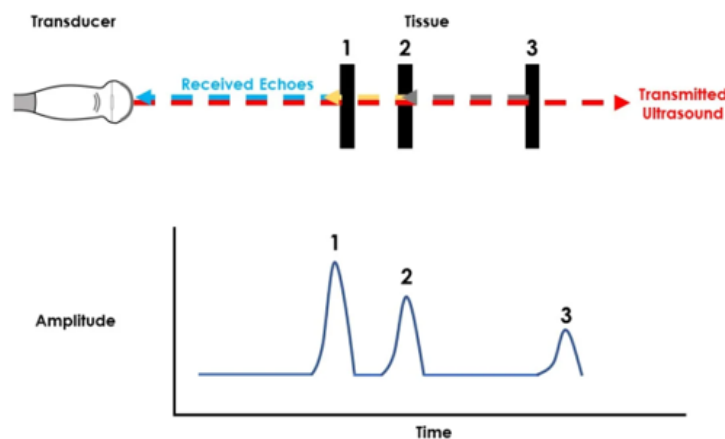 Transducer
Tissue
1 2 3
Received Echoes
Transmitted
Ultrasound
1
2
3
Amplitude
Time